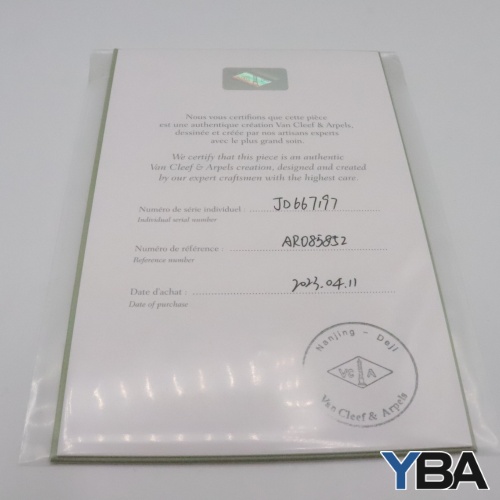 Nous vous certifions que cette pièce
est une authentique création Van Cleef & Arpels,
dessinée et créée par nos artisans experts
avec le plus grand soin.
We certify that this piece is an authentic
Van Cleef & Arpels creation, designed and created
by our expert craftsmen with the highest care.
Numéro de série individuel : JD667197
Individual serial number
Numéro de référence : ARO85852
Reference number
Date d'achat : 2023.04.11
Date of purchase
Nanjing - Deji
VC A
Van Cleef & Arpels
YBA